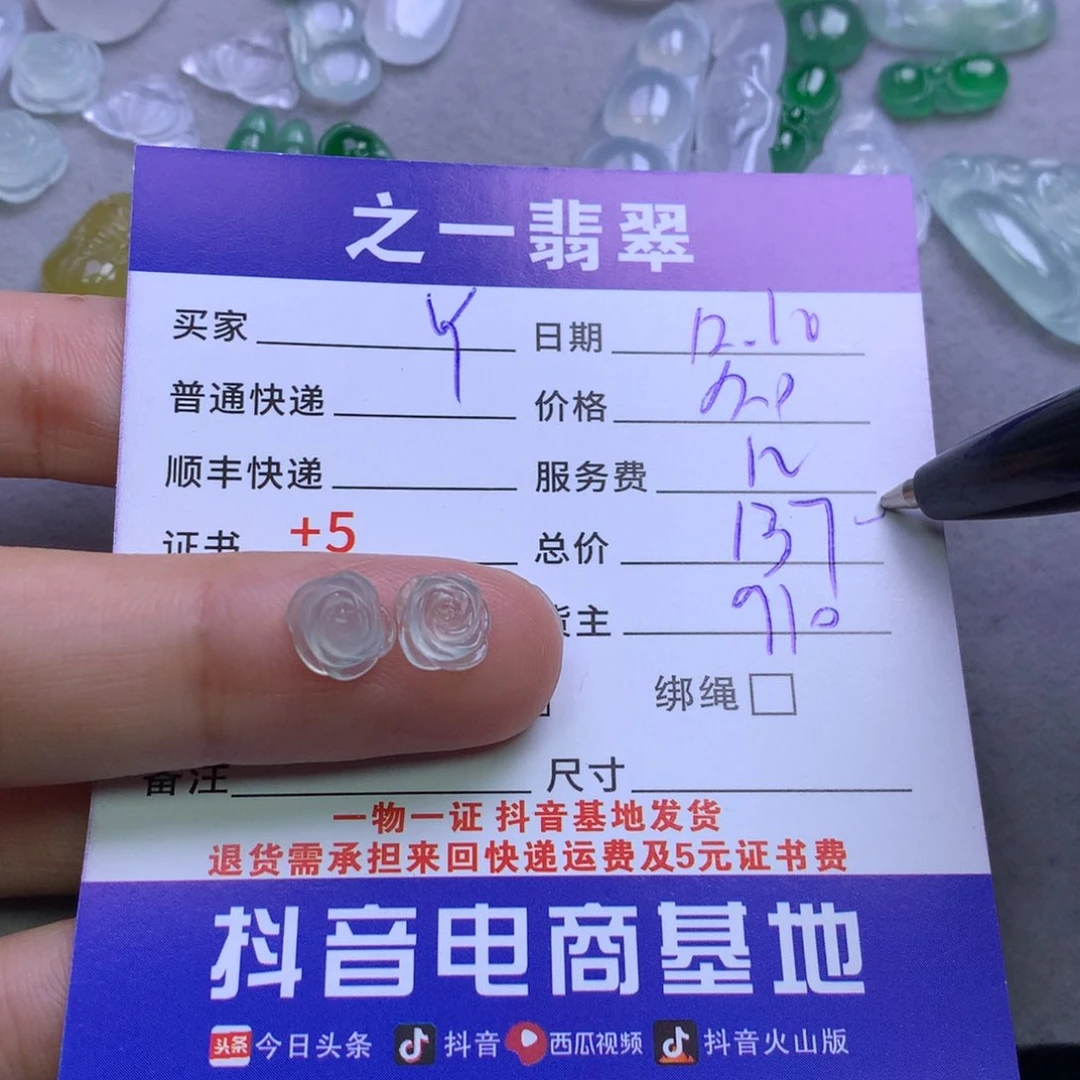 之一翡翠
买家 日期 12.10
普通快递 价格
顺丰快递 服务费 12
证书 +5 总价 137
货主 910
绑绳
备注 尺寸
一物一证 抖音基地发货
退货需承担来回快递运费及5元证书费
抖音电商基地
头条 今日头条 抖音 西瓜视频 抖音火山版